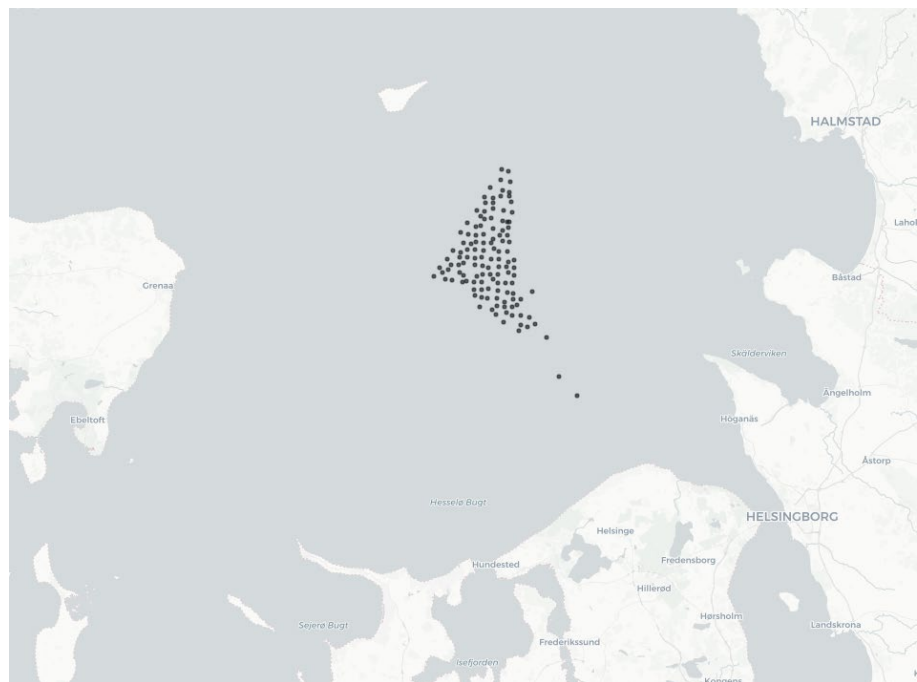 HALMSTAD
Laho
Grenaa
Båstad
Skälderviken
Ängelholm
Ebeltoft
Höganäs
Åstorp
Hesselø Bugt
HELSINGBORG
Helsinge
Hundested
Fredensborg
Hillerød
Hørsholm
Sejerø Bugt
Landskrona
Frederikssund
Isefjorden
Kongens